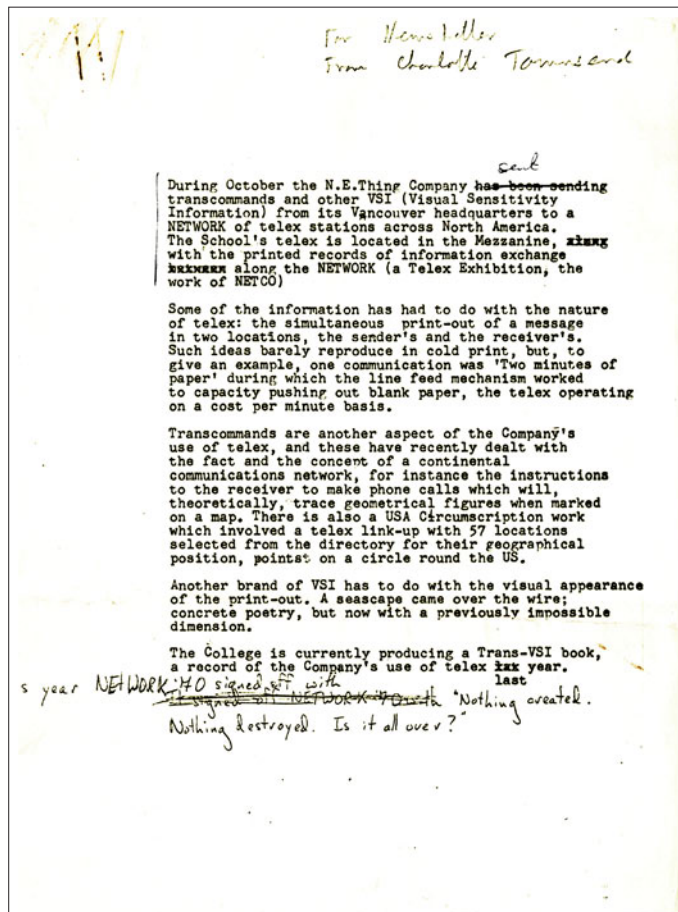 For Newsletter
From Charlotte Townsend
sent
During October the N.E.Thing Company has been sending
transcommands and other VSI (Visual Sensitivity
Information) from its Vancouver headquarters to a
NETWORK of telex stations across North America.
The School's telex is located in the Mezzanine,
with the printed records of information exchange
along the NETWORK (a Telex Exhibition, the
work of NETCO)
Some of the information has had to do with the nature
of telex: the simultaneous print-out of a message
in two locations, the sender's and the receiver's.
Such ideas barely reproduce in cold print, but, to
give an example, one communication was 'Two minutes of
paper' during which the line feed mechanism worked
to capacity pushing out blank paper, the telex operating
on a cost per minute basis.
Transcommands are another aspect of the Company's
use of telex, and these have recently dealt with
the fact and the concept of a continental
communications network, for instance the instructions
to the receiver to make phone calls which will,
theoretically, trace geometrical figures when marked
on a map. There is also a USA Circumscription work
which involved a telex link-up with 57 locations
selected from the directory for their geographical
position, points on a circle round the US.
Another brand of VSI has to do with the visual appearance
of the print-out. A seascape came over the wire;
concrete poetry, but now with a previously impossible
dimension.
The College is currently producing a Trans-VSI book,
a record of the Company's use of telex year.
last
s year NETWORK '70 signed off with
it signed off NETWORK '70 with "Nothing created.
Nothing destroyed. Is it all over?"